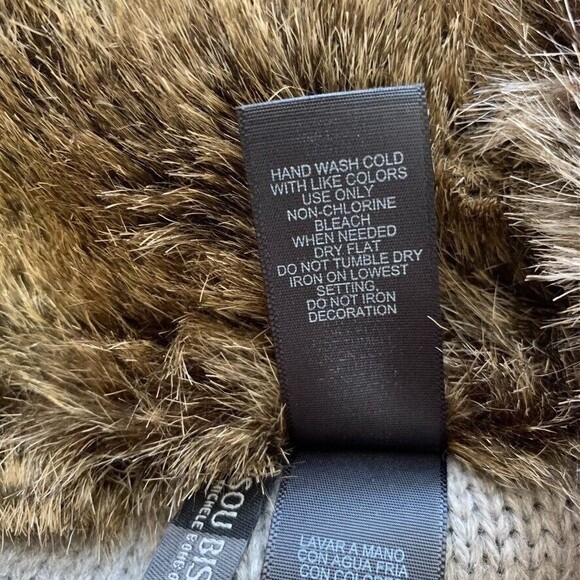 HAND WASH COLD
WITH LIKE COLORS
USE ONLY
NON-CHLORINE
BLEACH
WHEN NEEDED
DRY FLAT
DO NOT TUMBLE DRY
IRON ON LOWEST
SETTING,
DO NOT IRON
DECORATION
LAVAR A MANO
CON AGUA FRIA